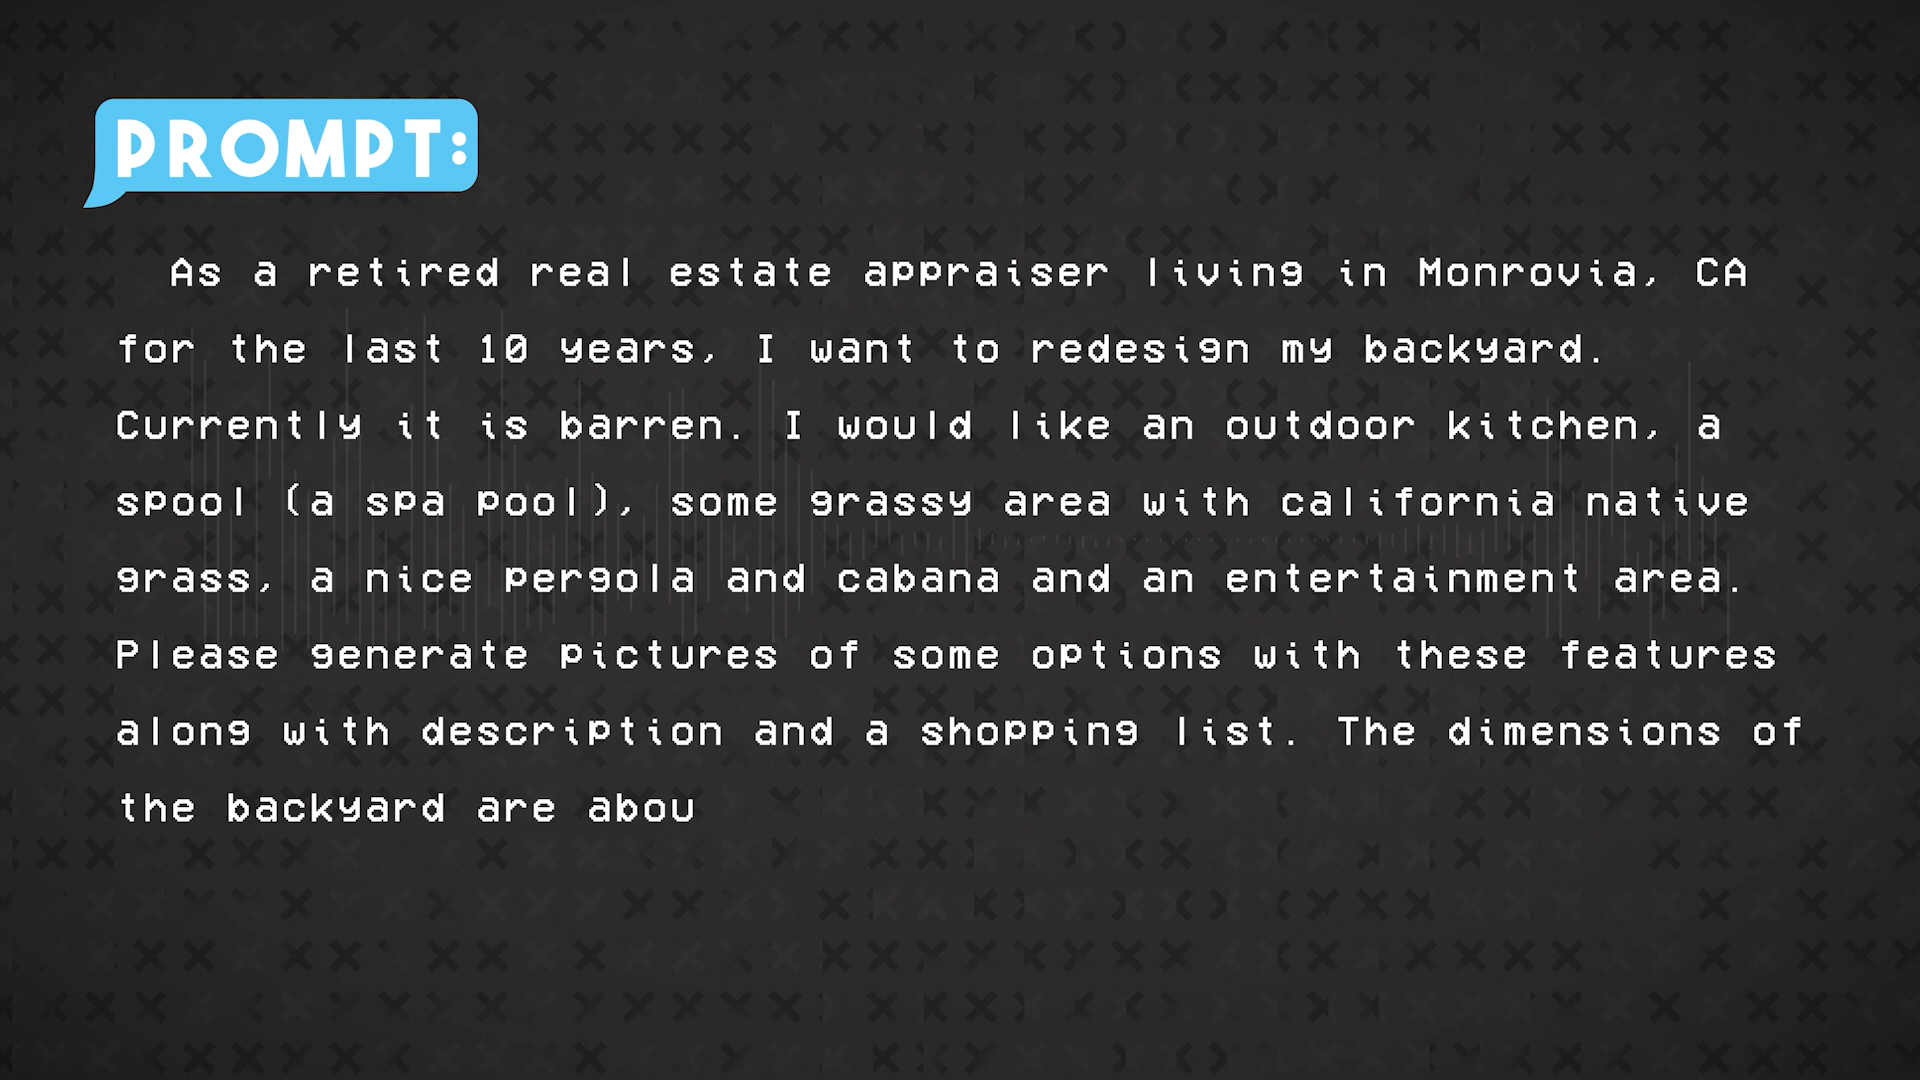 PROMPT:
As a retired real estate appraiser living in Monrovia, CA
for the last 10 years, I want to redesign my backyard.
Currently it is barren. I would like an outdoor kitchen, a
spool (a spa pool), some grassy area with california native
grass, a nice pergola and cabana and an entertainment area.
Please generate pictures of some options with these features
along with description and a shopping list. The dimensions of
the backyard are abou